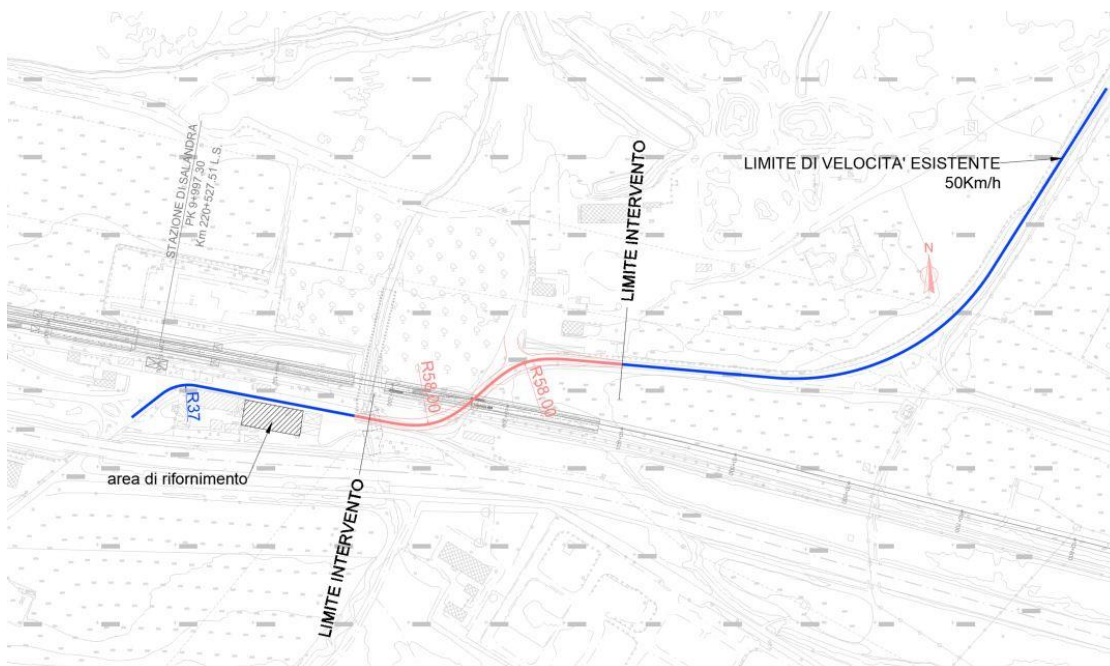 STAZIONE DI SALANDRA
PK 9+997,30
Km 220+527,51 L.S.
LIMITE INTERVENTO
LIMITE DI VELOCITA' ESISTENTE
50Km/h
N
R58.00
R58.00
R37
area di rifornimento
LIMITE INTERVENTO